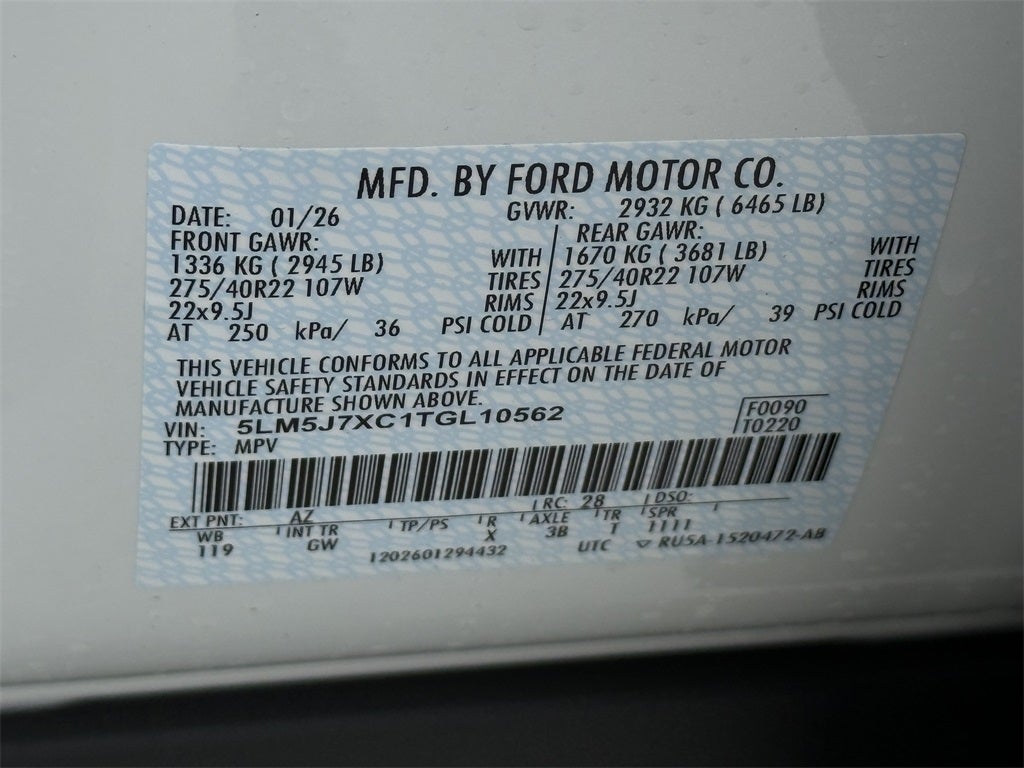 MFD. BY FORD MOTOR CO.
DATE: 01/26 GVWR: 2932 KG ( 6465 LB)
FRONT GAWR: REAR GAWR:
1336 KG ( 2945 LB) WITH 1670 KG ( 3681 LB) WITH
275/40R22 107W TIRES 275/40R22 107W TIRES
22x9.5J RIMS 22x9.5J RIMS
AT 250 kPa/ 36 PSI COLD AT 270 kPa/ 39 PSI COLD
THIS VEHICLE CONFORMS TO ALL APPLICABLE FEDERAL MOTOR
VEHICLE SAFETY STANDARDS IN EFFECT ON THE DATE OF
MANUFACTURE SHOWN ABOVE.
VIN: 5LM5J7XC1TGL10562 F0090
TYPE: MPV T0220
EXT PNT: AZ RC: 28 DSO:
WB INT TR TP/PS R AXLE TR SPR
119 GW X 3B T 1111
1202601294432 UTC ▽ RU5A-1520472-AB